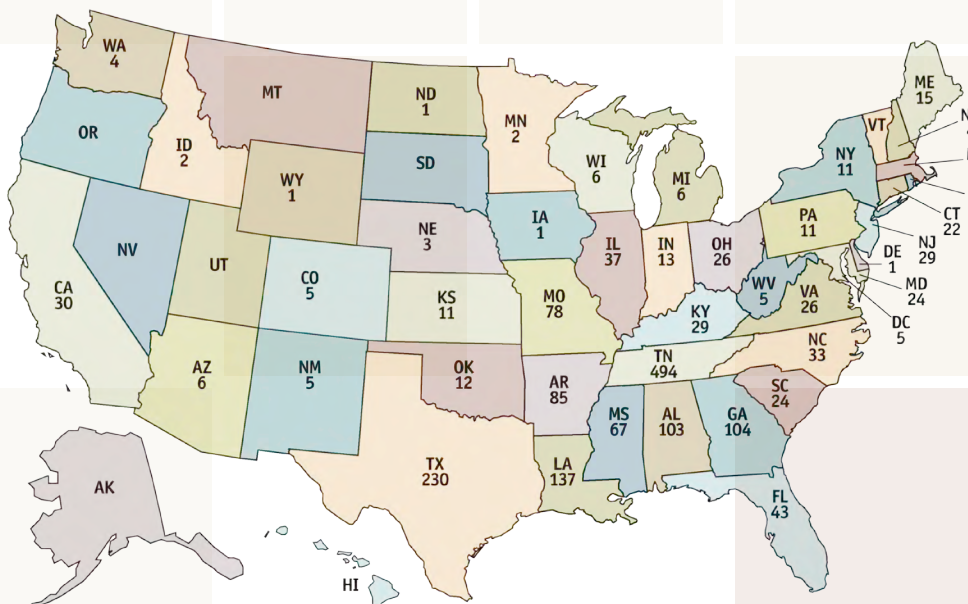 WA
4
MT
ND
1
MN
2
ME
15
OR
ID
2
WY
1
SD
WI
6
MI
6
NY
11
VT
N
NV
UT
CO
5
NE
3
IA
1
IL
37
IN
13
OH
26
PA
11
CT
22
NJ
29
DE
1
MD
24
DC
5
CA
30
KS
11
MO
78
KY
29
WV
5
VA
26
AZ
6
NM
5
OK
12
AR
85
TN
494
NC
33
SC
24
MS
67
AL
103
GA
104
TX
230
LA
137
FL
43
AK
HI